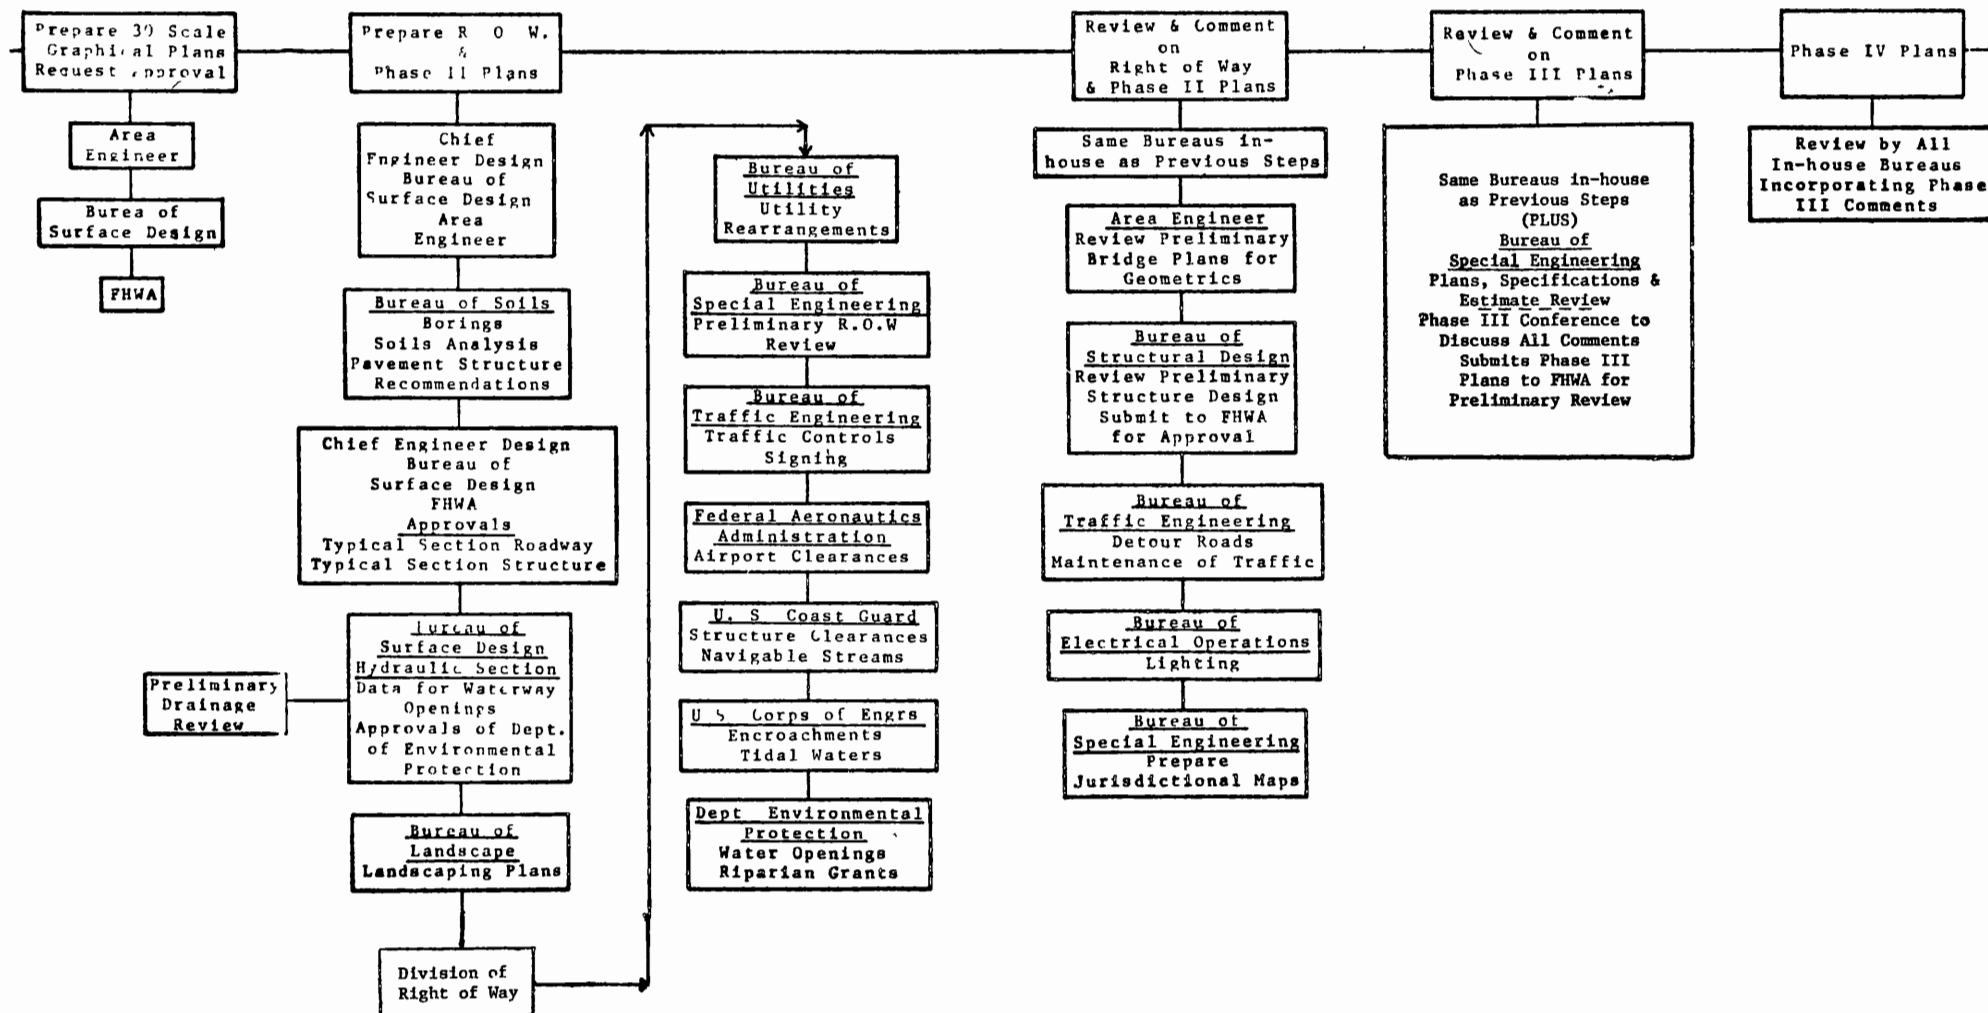 Prepare 30 Scale
Graphical Plans
Request Approval
Area
Engineer
Burea of
Surface Design
FHWA
Prepare R O W.
&
Phase II Plans
Chief
Engineer Design
Bureau of
Surface Design
Area
Engineer
Bureau of Soils
Borings
Soils Analysis
Pavement Structure
Recommendations
Chief Engineer Design
Bureau of
Surface Design
FHWA
Approvals
Typical Section Roadway
Typical Section Structure
Bureau of
Surface Design
Hydraulic Section
Data for Waterway
Openings
Approvals of Dept.
of Environmental
Protection
Preliminary
Drainage
Review
Bureau of
Landscape
Landscaping Plans
Division of
Right of Way
Bureau of
Utilities
Utility
Rearrangements
Bureau of
Special Engineering
Preliminary R.O.W
Review
Bureau of
Traffic Engineering
Traffic Controls
Signing
Federal Aeronautics
Administration
Airport Clearances
U. S Coast Guard
Structure Clearances
Navigable Streams
U S Corps of Engrs
Encroachments
Tidal Waters
Dept Environmental
Protection
Water Openings
Riparian Grants
Review & Comment
on
Right of Way
& Phase II Plans
Same Bureaus in-
house as Previous Steps
Area Engineer
Review Preliminary
Bridge Plans for
Geometrics
Bureau of
Structural Design
Review Preliminary
Structure Design
Submit to FHWA
for Approval
Bureau of
Traffic Engineering
Detour Roads
Maintenance of Traffic
Bureau of
Electrical Operations
Lighting
Bureau of
Special Engineering
Prepare
Jurisdictional Maps
Review & Comment
on
Phase III Plans
Same Bureaus in-house
as Previous Steps
(PLUS)
Bureau of
Special Engineering
Plans, Specifications &
Estimate Review
Phase III Conference to
Discuss All Comments
Submits Phase III
Plans to FHWA for
Preliminary Review
Phase IV Plans
Review by All
In-house Bureaus
Incorporating Phase
III Comments